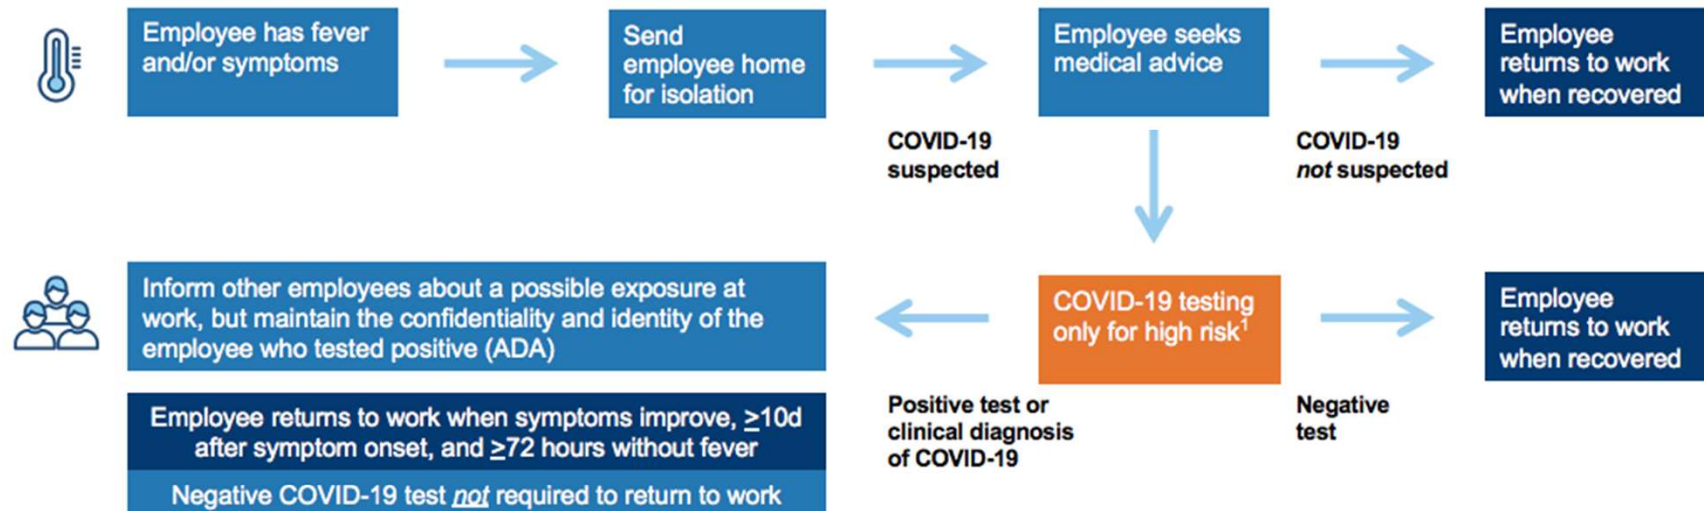 Employee has fever
and/or symptoms
Send
employee home
for isolation
COVID-19
suspected
Employee seeks
medical advice
COVID-19
not suspected
Employee
returns to work
when recovered
Inform other employees about a possible exposure at
work, but maintain the confidentiality and identity of the
employee who tested positive (ADA)
Employee returns to work when symptoms improve, ≥10d
after symptom onset, and ≥72 hours without fever
Negative COVID-19 test not required to return to work
Positive test or
clinical diagnosis
of COVID-19
COVID-19 testing
only for high risk¹
Negative
test
Employee
returns to work
when recovered